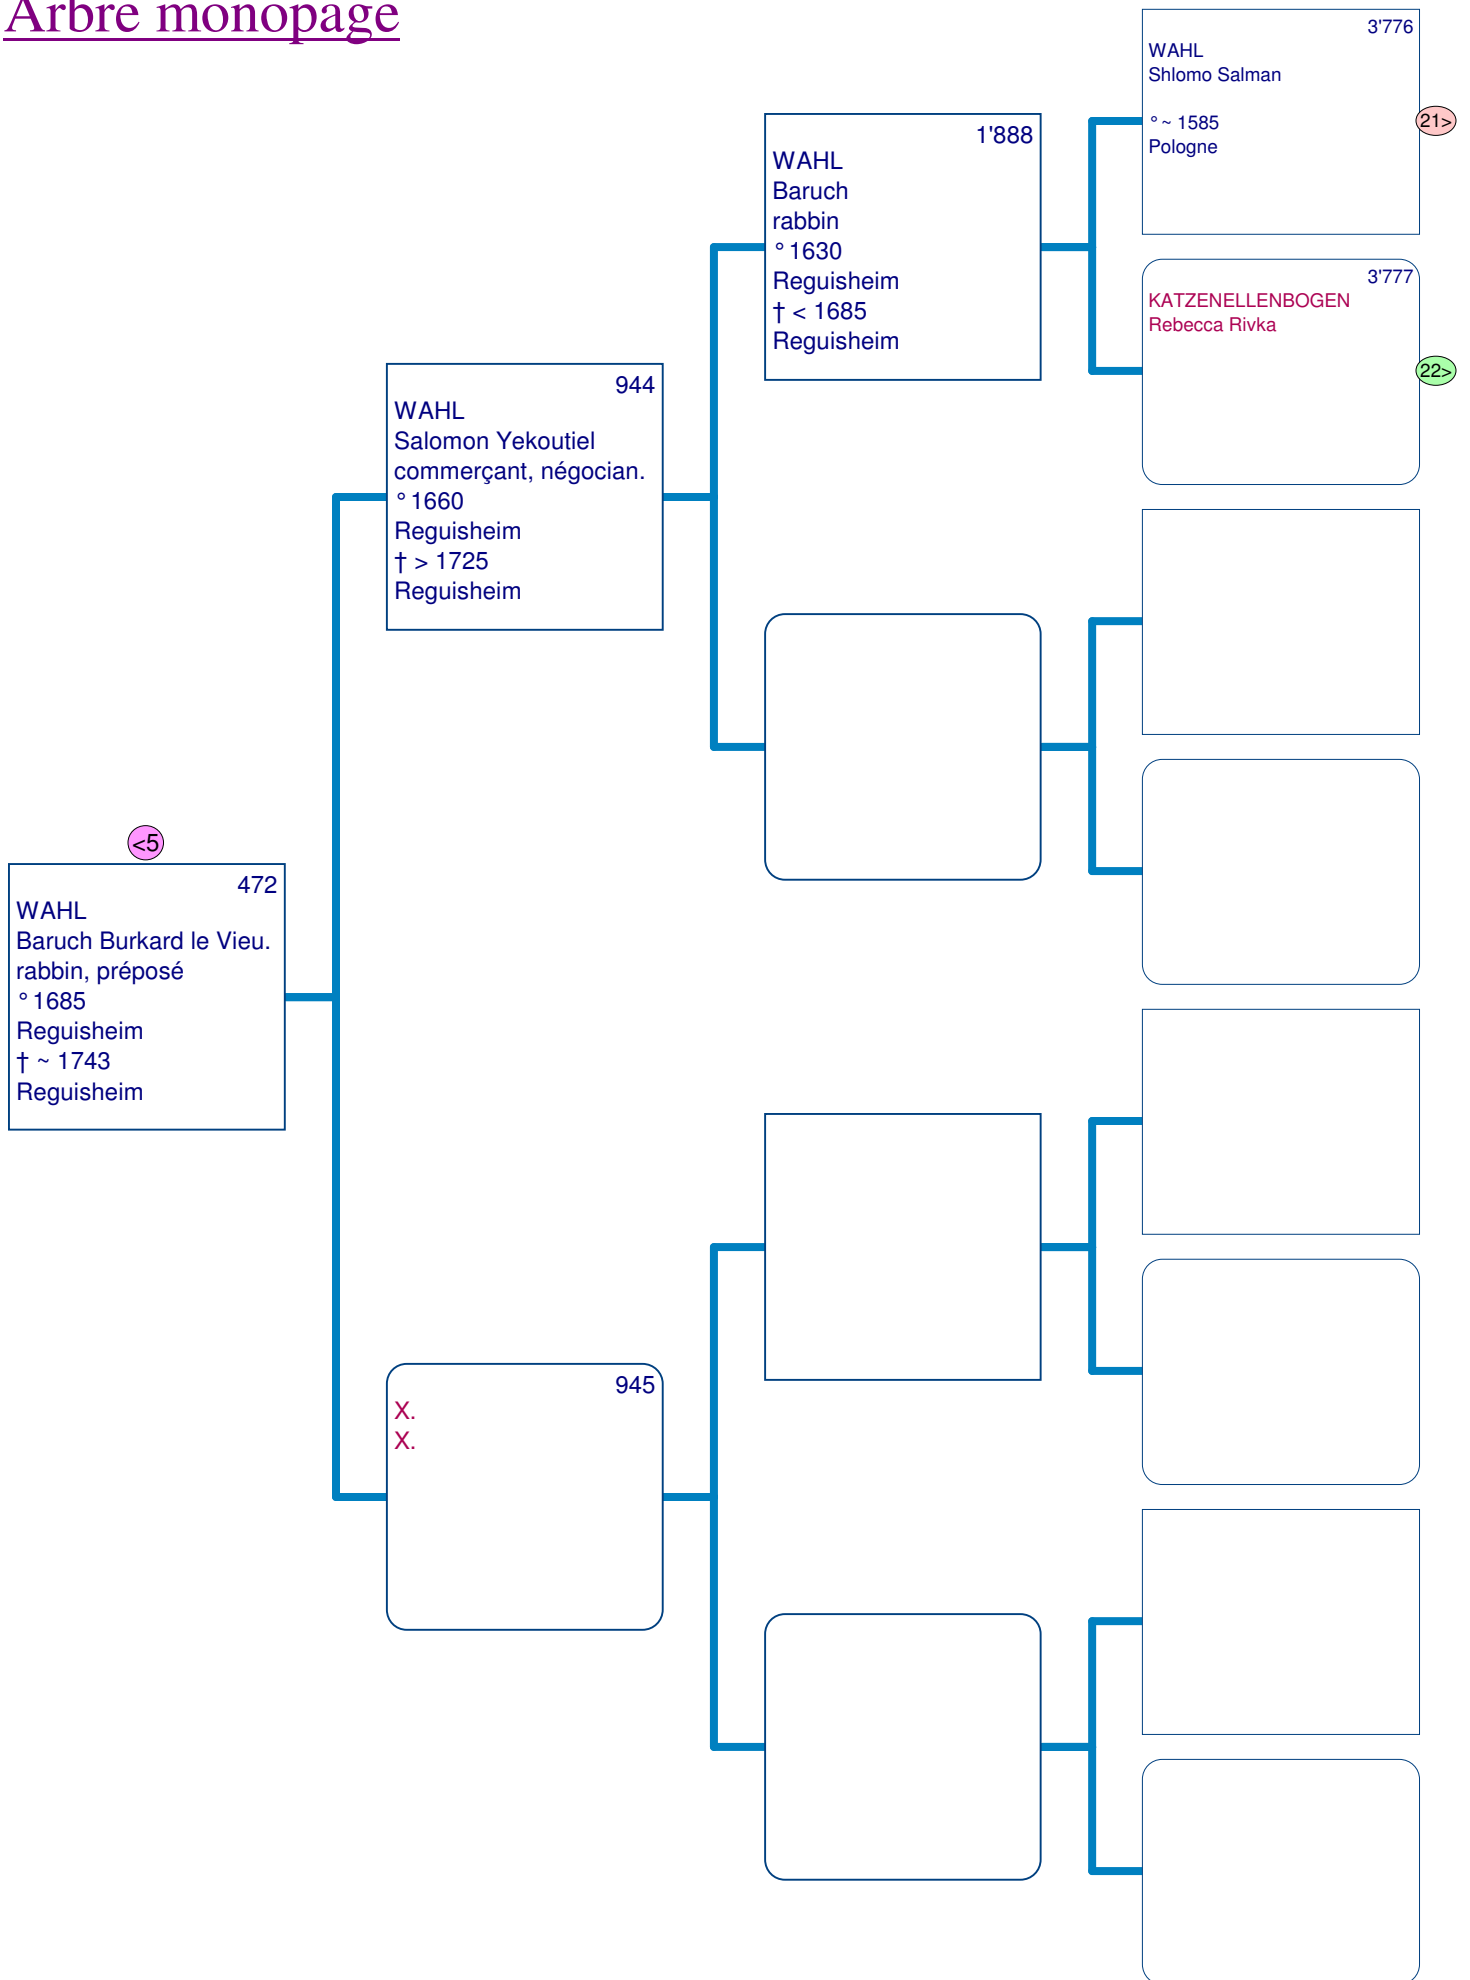 Arbre monopage
3'776
WAHL
Shlomo Salman
° ~ 1585
Pologne
21>
1'888
WAHL
Baruch
rabbin
° 1630
Reguisheim
† < 1685
Reguisheim
3'777
KATZENELLENBOGEN
Rebecca Rivka
22>
944
WAHL
Salomon Yekoutiel
commerçant, négocian.
° 1660
Reguisheim
† > 1725
Reguisheim
<5
472
WAHL
Baruch Burkard le Vieu.
rabbin, préposé
° 1685
Reguisheim
† ~ 1743
Reguisheim
945
X.
X.